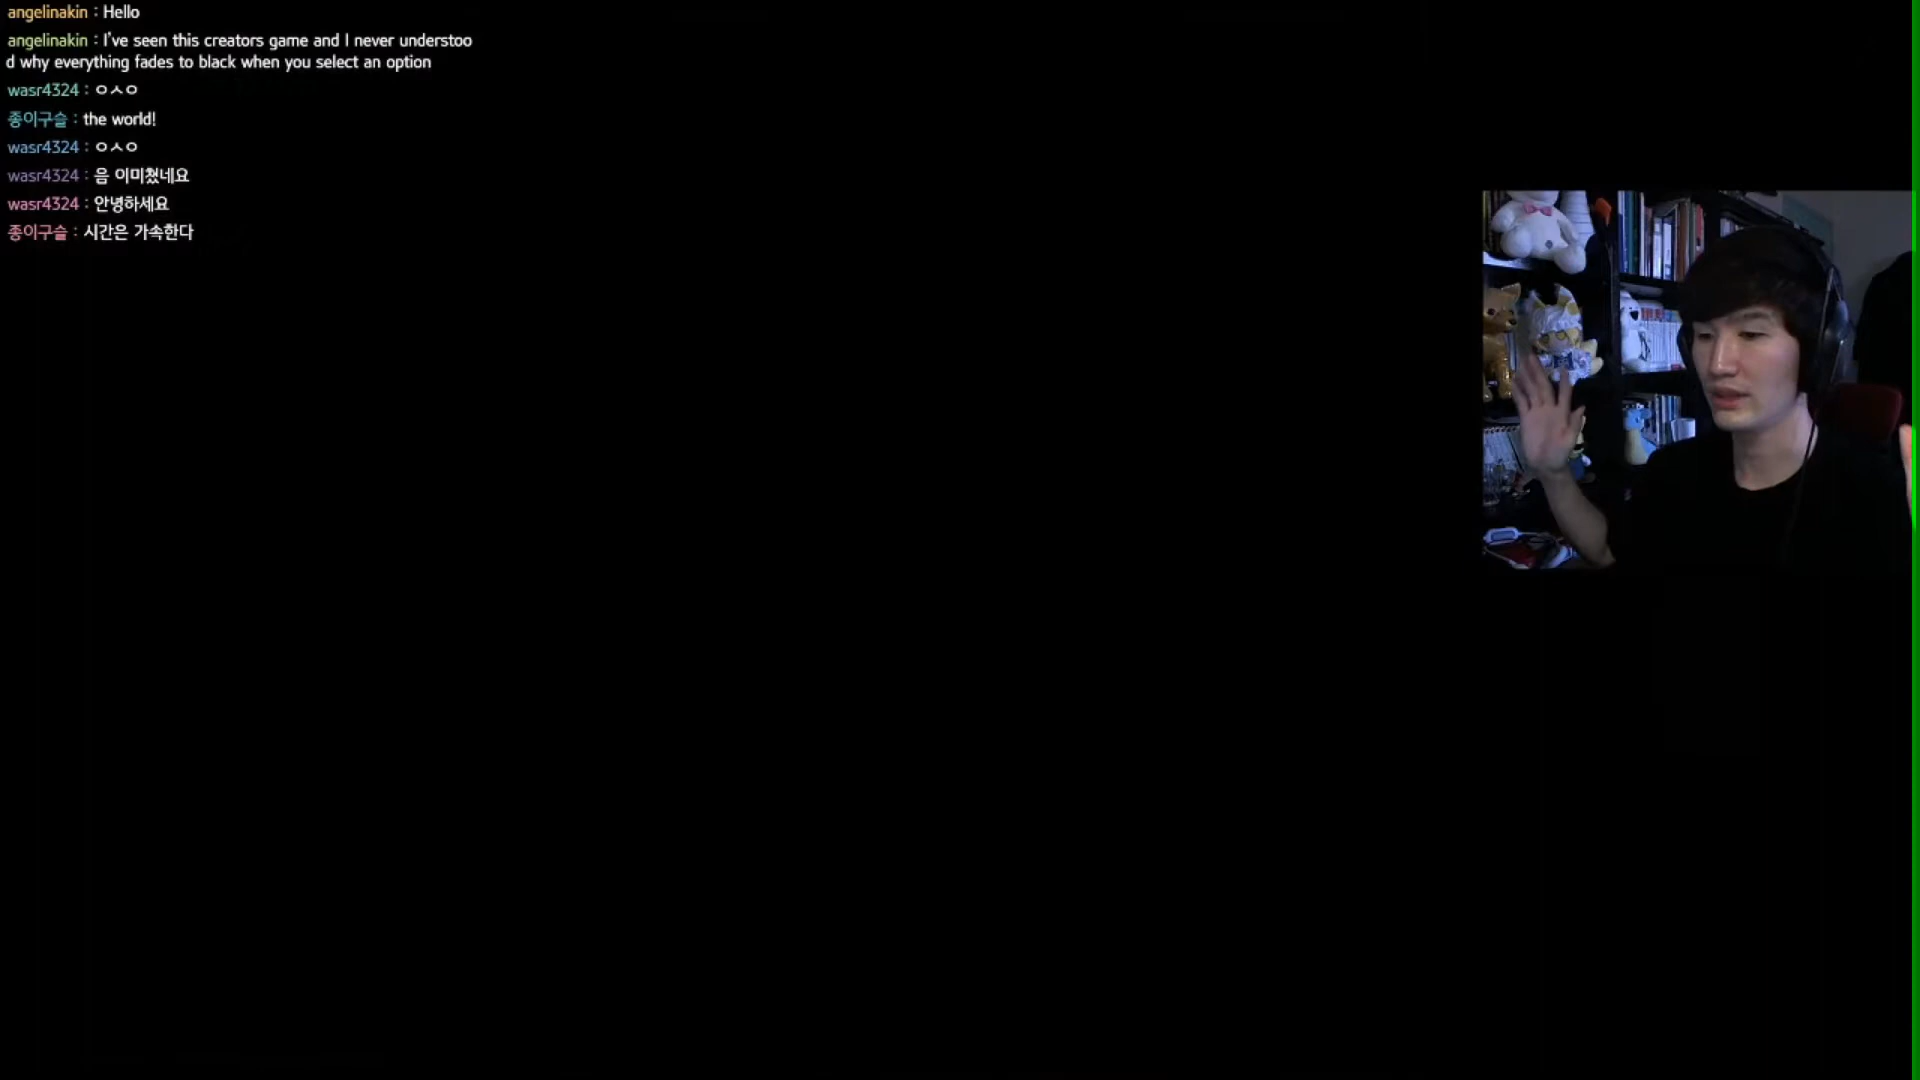 angelinakin : Hello
angelinakin : I've seen this creators game and I never understoo
d why everything fades to black when you select an option
wasr4324 : ㅇㅅㅇ
종이구슬 : the world!
wasr4324 : ㅇㅅㅇ
wasr4324 : 음 이미쳤네요
wasr4324 : 안녕하세요
종이구슬 : 시간은 가속한다